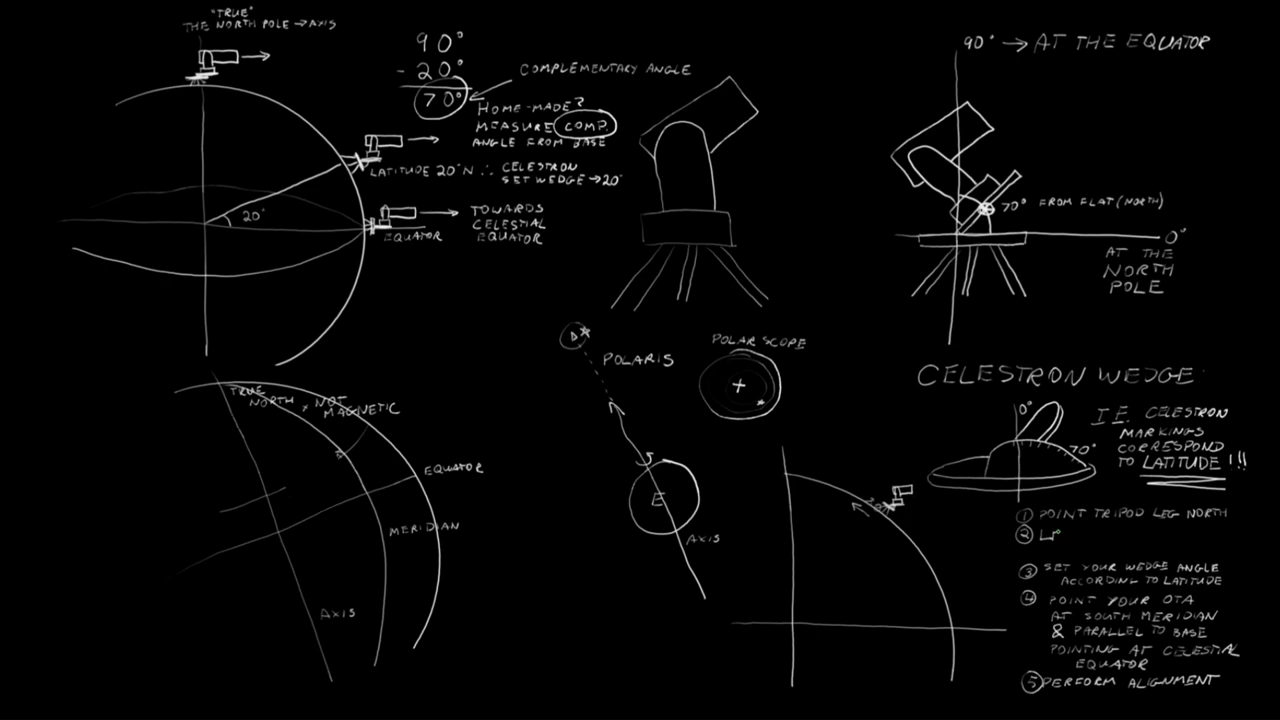 "TRUE"
THE NORTH POLE → AXIS
90°
- 20°
70°
COMPLEMENTARY ANGLE
HOME-MADE?
MEASURE COMP.
ANGLE FROM BASE
LATITUDE 20°N ∴ CELESTRON
SET WEDGE → 20°
20°
EQUATOR
TOWARDS
CELESTIAL
EQUATOR
90° → AT THE EQUATOR
70° FROM FLAT (NORTH)
0°
AT THE
NORTH
POLE
TRUE
NORTH × NOT
MAGNETIC
EQUATOR
MERIDIAN
AXIS
POLARIS
E
AXIS
POLAR SCOPE
CELESTRON WEDGE
0°
70°
I.E. CELESTRON
MARKINGS
CORRESPOND
TO LATITUDE!!!
① POINT TRIPOD LEG NORTH
②
③ SET YOUR WEDGE ANGLE
ACCORDING TO LATITUDE
④ POINT YOUR OTA
AT SOUTH MERIDIAN
& PARALLEL TO BASE
POINTING AT CELESTIAL
EQUATOR
⑤ PERFORM ALIGNMENT